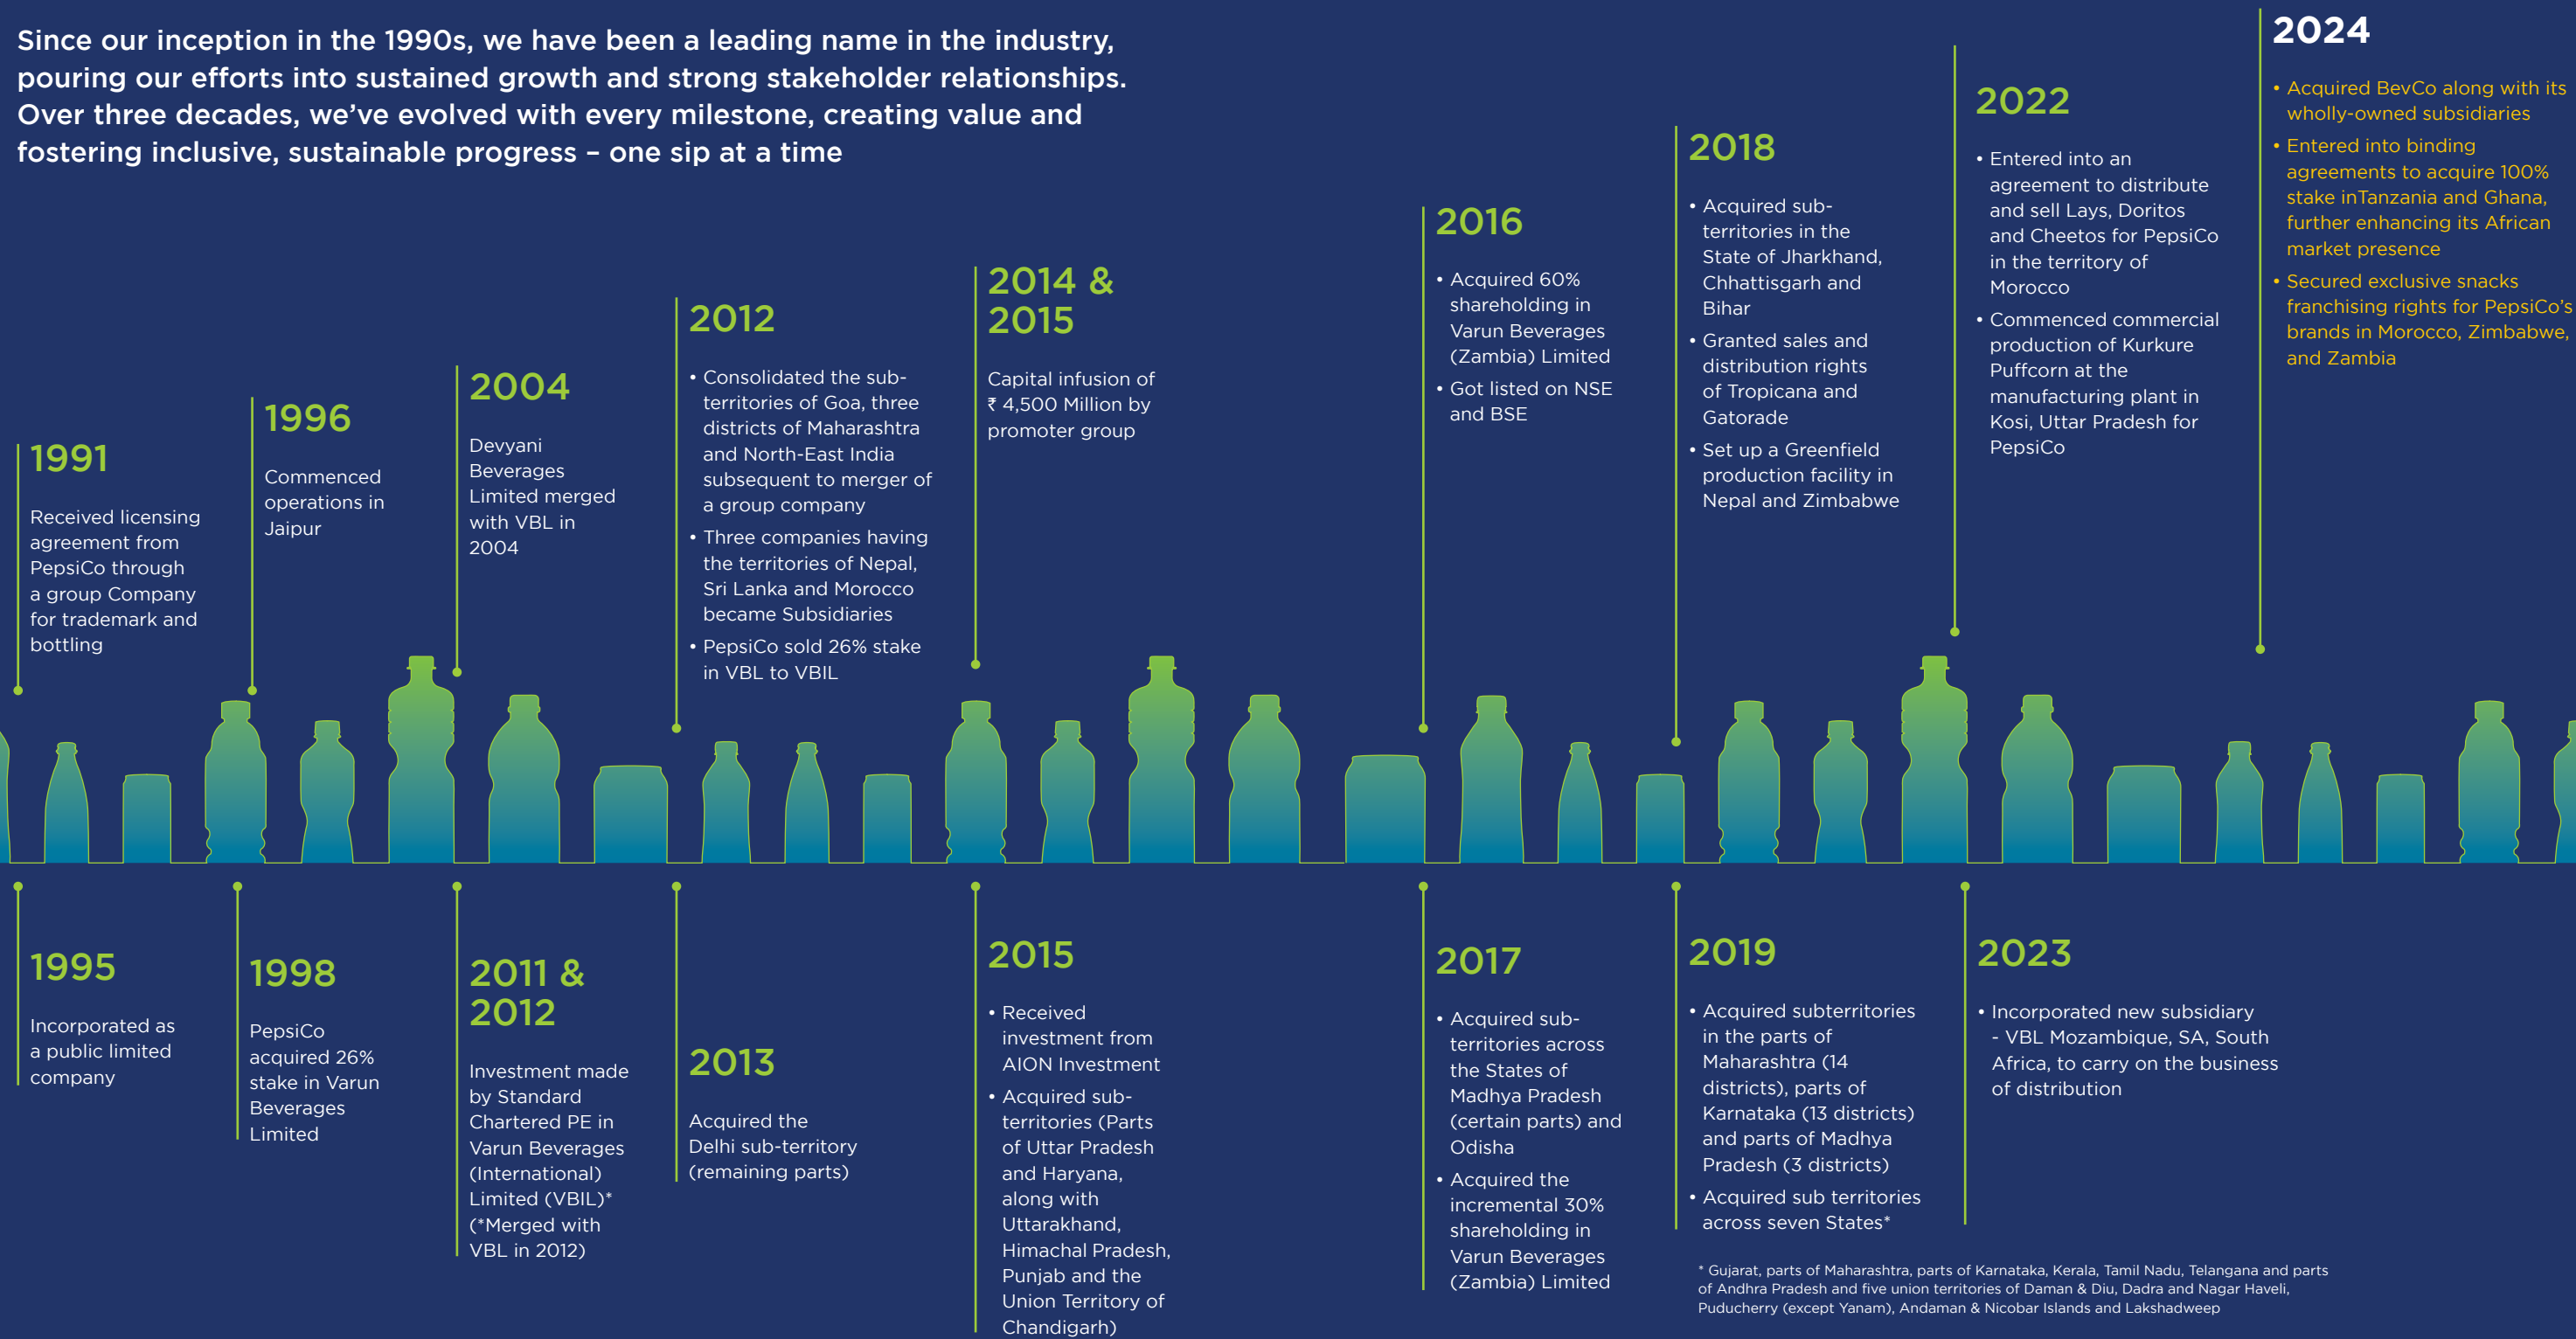 Since our inception in the 1990s, we have been a leading name in the industry,
pouring our efforts into sustained growth and strong stakeholder relationships.
Over three decades, we’ve evolved with every milestone, creating value and
fostering inclusive, sustainable progress – one sip at a time
1991
Received licensing
agreement from
PepsiCo through
a group Company
for trademark and
bottling
1996
Commenced
operations in
Jaipur
2004
Devyani
Beverages
Limited merged
with VBL in
2004
2012
• Consolidated the sub-
territories of Goa, three
districts of Maharashtra
and North-East India
subsequent to merger of
a group company
• Three companies having
the territories of Nepal,
Sri Lanka and Morocco
became Subsidiaries
• PepsiCo sold 26% stake
in VBL to VBIL
2014 &
2015
Capital infusion of
₹ 4,500 Million by
promoter group
2016
• Acquired 60%
shareholding in
Varun Beverages
(Zambia) Limited
• Got listed on NSE
and BSE
2018
• Acquired sub-
territories in the
State of Jharkhand,
Chhattisgarh and
Bihar
• Granted sales and
distribution rights
of Tropicana and
Gatorade
• Set up a Greenfield
production facility in
Nepal and Zimbabwe
2022
• Entered into an
agreement to distribute
and sell Lays, Doritos
and Cheetos for PepsiCo
in the territory of
Morocco
• Commenced commercial
production of Kurkure
Puffcorn at the
manufacturing plant in
Kosi, Uttar Pradesh for
PepsiCo
2024
• Acquired BevCo along with its
wholly-owned subsidiaries
• Entered into binding
agreements to acquire 100%
stake inTanzania and Ghana,
further enhancing its African
market presence
• Secured exclusive snacks
franchising rights for PepsiCo’s
brands in Morocco, Zimbabwe,
and Zambia
1995
Incorporated as
a public limited
company
1998
PepsiCo
acquired 26%
stake in Varun
Beverages
Limited
2011 &
2012
Investment made
by Standard
Chartered PE in
Varun Beverages
(International)
Limited (VBIL)*
(*Merged with
VBL in 2012)
2013
Acquired the
Delhi sub-territory
(remaining parts)
2015
• Received
investment from
AION Investment
• Acquired sub-
territories (Parts
of Uttar Pradesh
and Haryana,
along with
Uttarakhand,
Himachal Pradesh,
Punjab and the
Union Territory of
Chandigarh)
2017
• Acquired sub-
territories across
the States of
Madhya Pradesh
(certain parts) and
Odisha
• Acquired the
incremental 30%
shareholding in
Varun Beverages
(Zambia) Limited
2019
• Acquired subterritories
in the parts of
Maharashtra (14
districts), parts of
Karnataka (13 districts)
and parts of Madhya
Pradesh (3 districts)
• Acquired sub territories
across seven States*
2023
• Incorporated new subsidiary
- VBL Mozambique, SA, South
Africa, to carry on the business
of distribution
* Gujarat, parts of Maharashtra, parts of Karnataka, Kerala, Tamil Nadu, Telangana and parts
of Andhra Pradesh and five union territories of Daman & Diu, Dadra and Nagar Haveli,
Puducherry (except Yanam), Andaman & Nicobar Islands and Lakshadweep